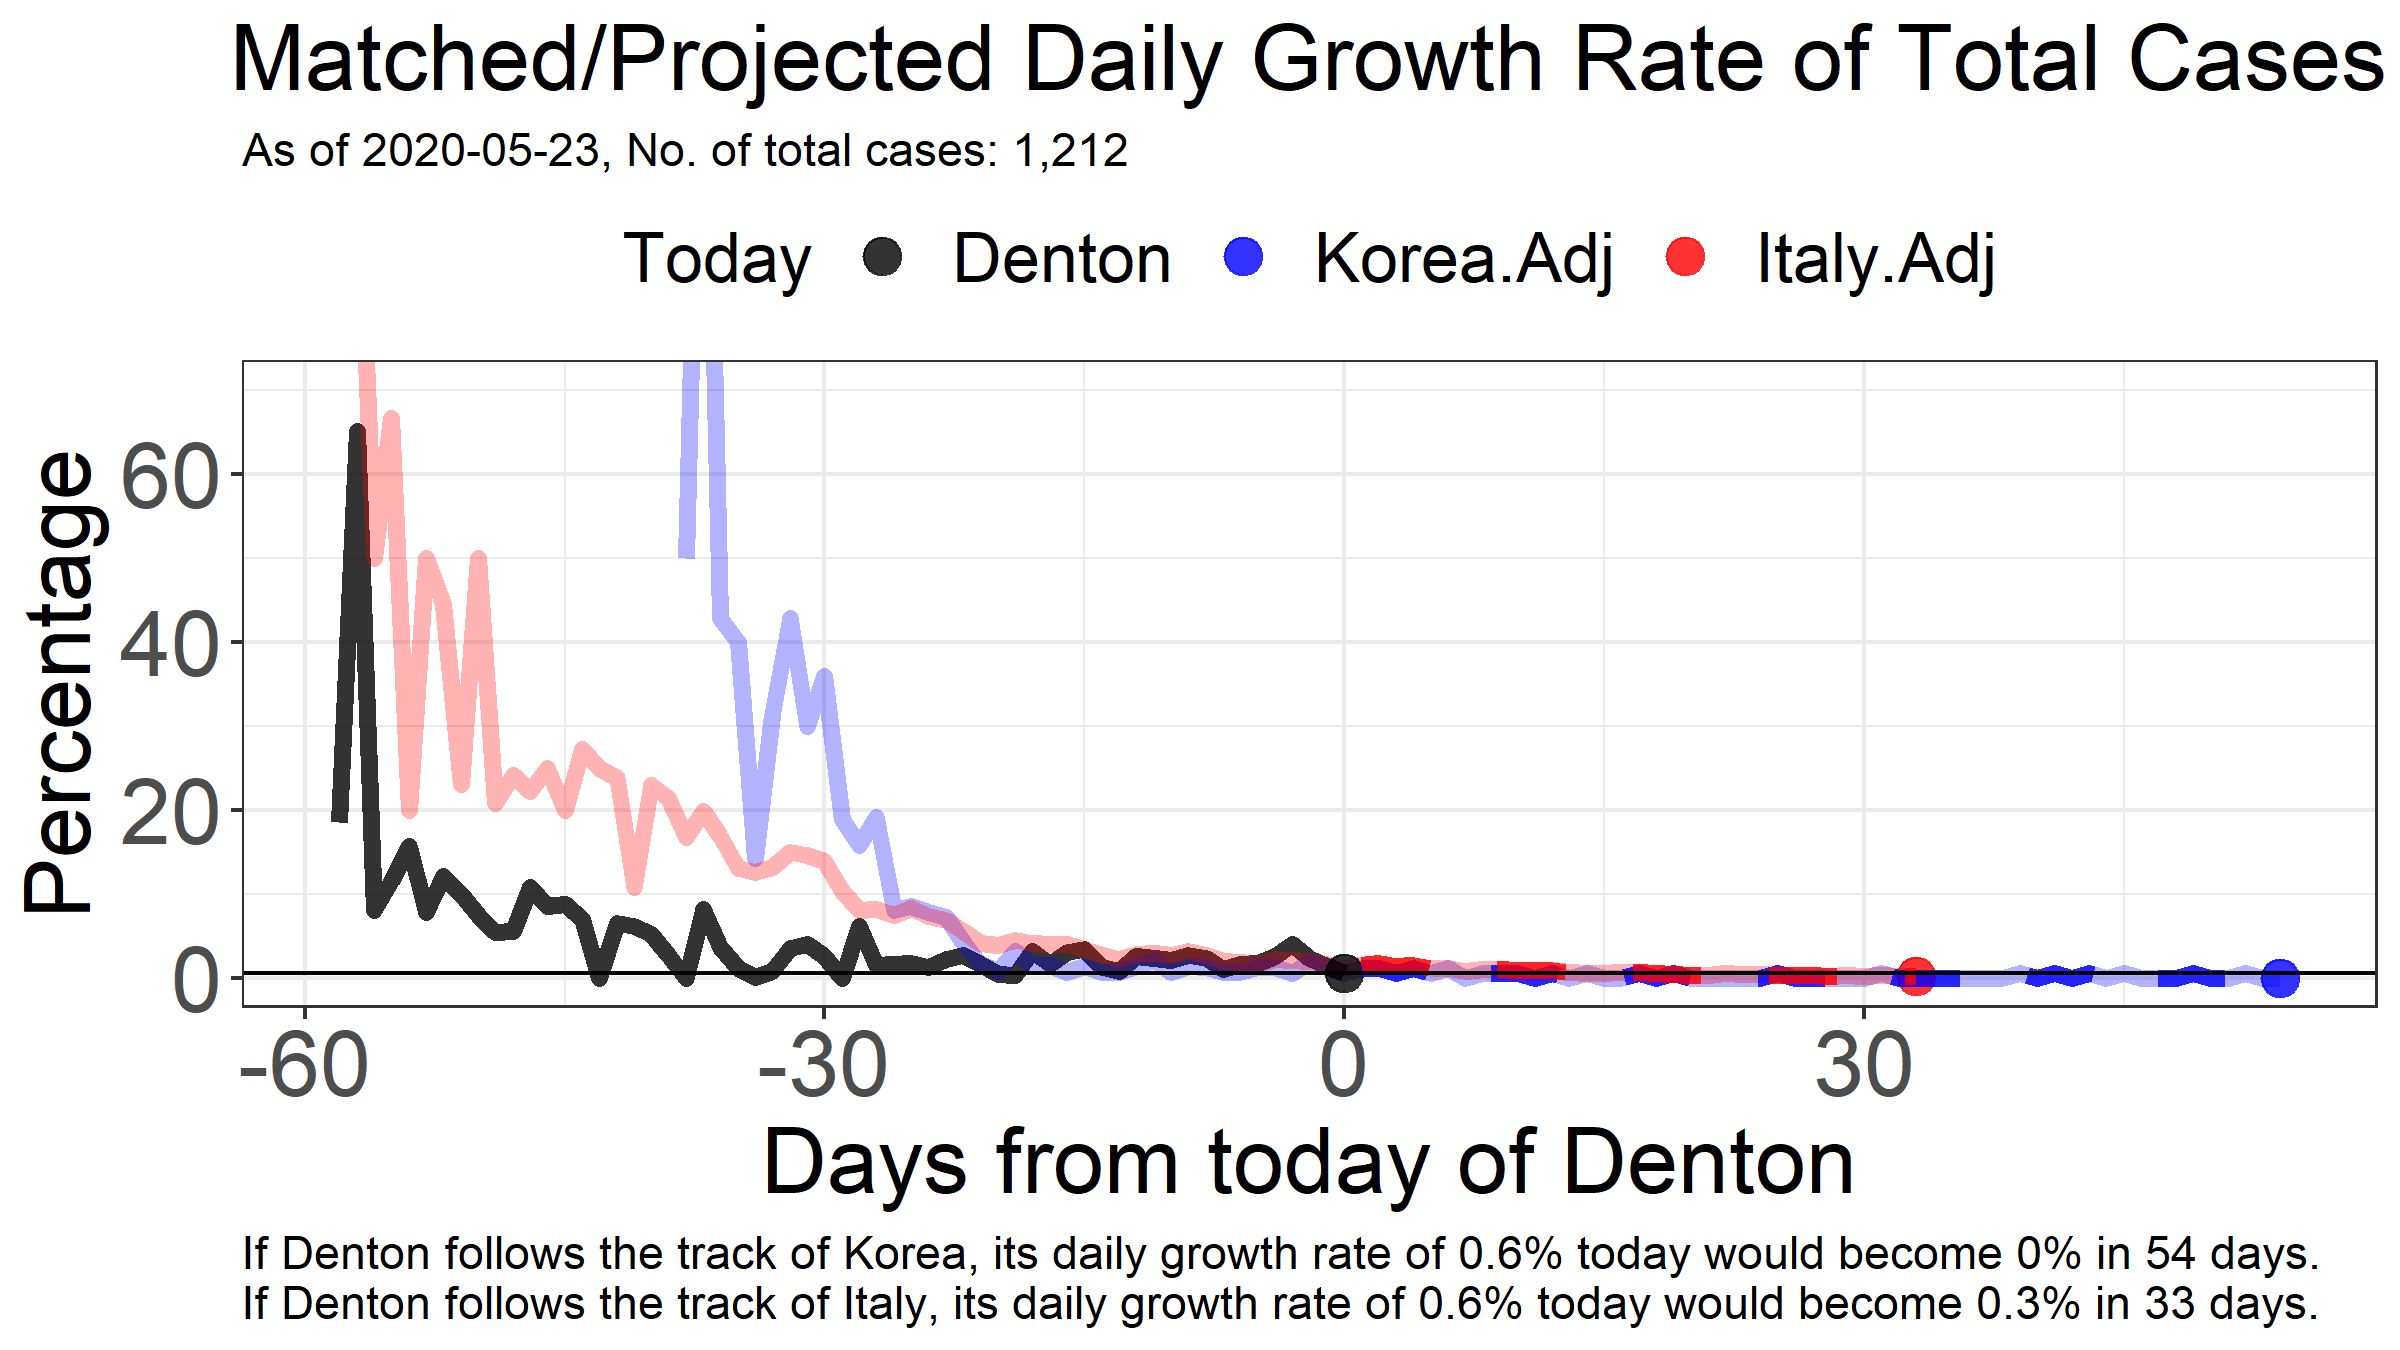 Matched/Projected Daily Growth Rate of Total Cases
As of 2020-05-23, No. of total cases: 1,212
Today Denton Korea.Adj Italy.Adj
Percentage
60
40
20
0
-60 -30 0 30
Days from today of Denton
If Denton follows the track of Korea, its daily growth rate of 0.6% today would become 0% in 54 days.
If Denton follows the track of Italy, its daily growth rate of 0.6% today would become 0.3% in 33 days.